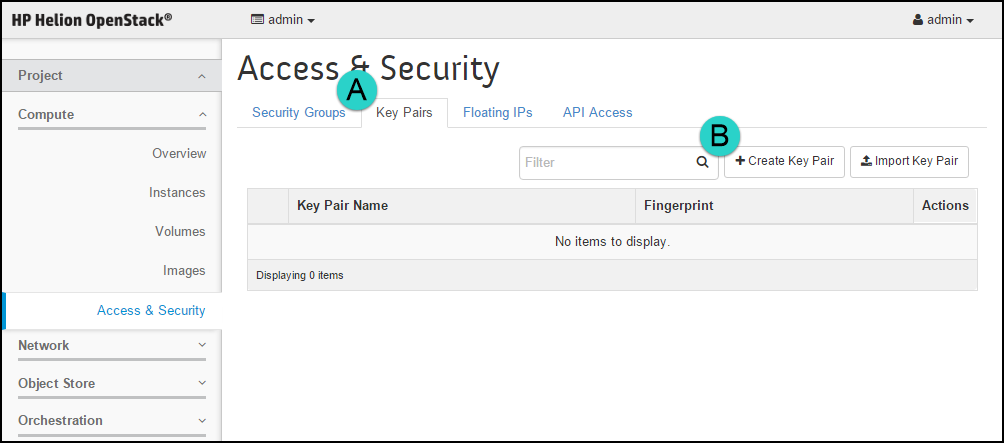 HP Helion OpenStack® admin admin
Project
Compute
Overview
Instances
Volumes
Images
Access & Security
Network
Object Store
Orchestration
Access & Security
A
Security Groups Key Pairs Floating IPs API Access
B
Filter Create Key Pair Import Key Pair
Key Pair Name Fingerprint Actions
No items to display.
Displaying 0 items